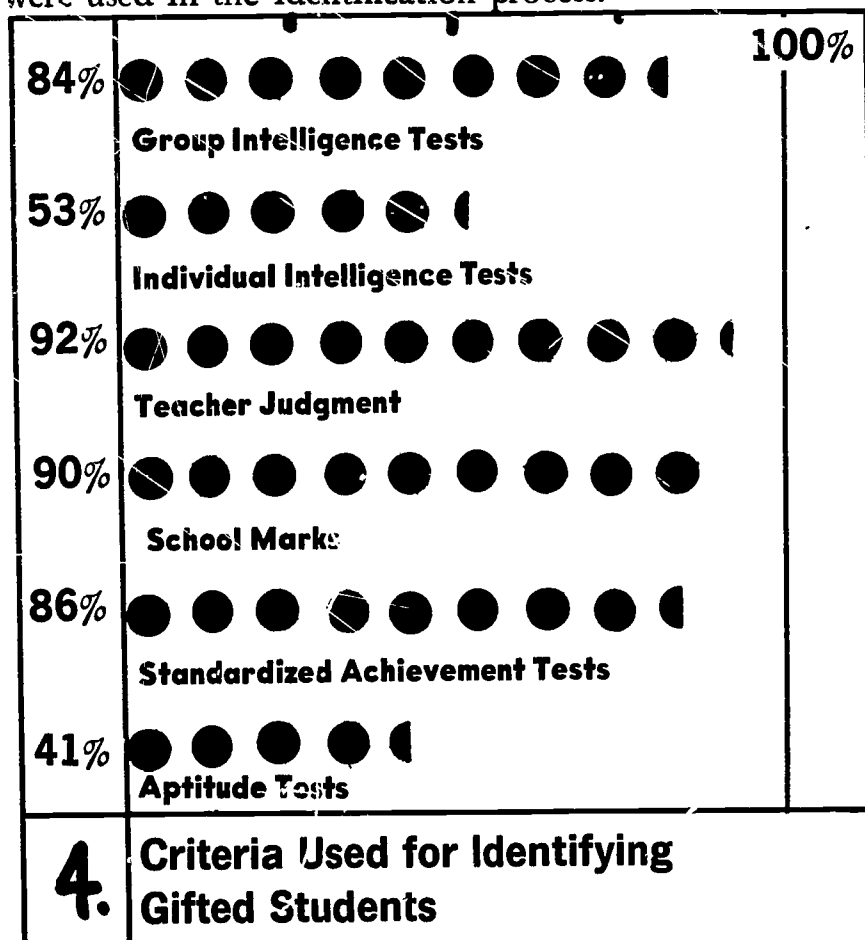 were used in the identification process.
100%
84%
Group Intelligence Tests
53%
Individual Intelligence Tests
92%
Teacher Judgment
90%
School Marks
86%
Standardized Achievement Tests
41%
Aptitude Tests
4.
Criteria Used for Identifying
Gifted Students